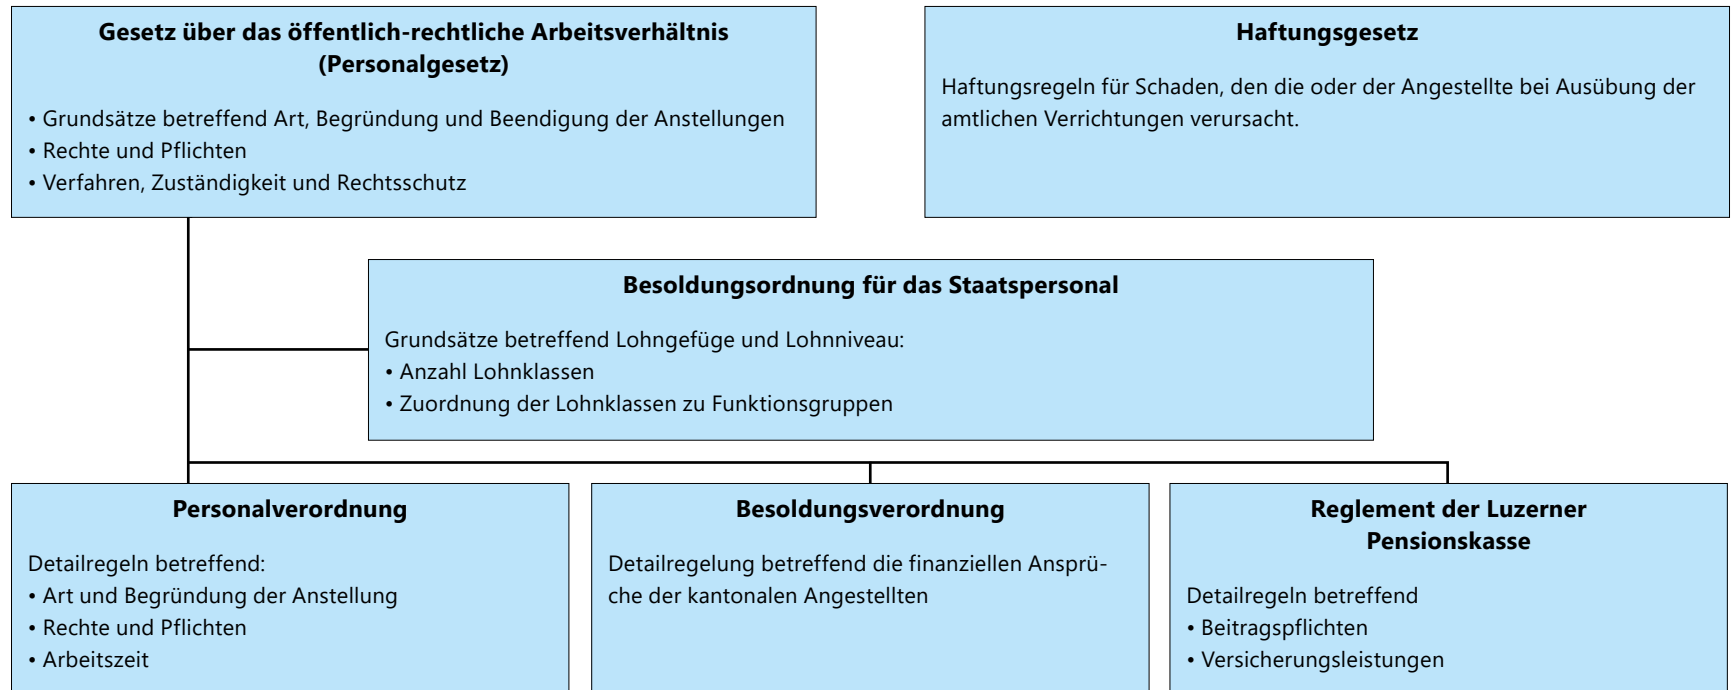 Gesetz über das öffentlich-rechtliche Arbeitsverhältnis
(Personalgesetz)
• Grundsätze betreffend Art, Begründung und Beendigung der Anstellungen
• Rechte und Pflichten
• Verfahren, Zuständigkeit und Rechtsschutz
Haftungsgesetz
Haftungsregeln für Schaden, den die oder der Angestellte bei Ausübung der
amtlichen Verrichtungen verursacht.
Besoldungsordnung für das Staatspersonal
Grundsätze betreffend Lohngefüge und Lohnniveau:
• Anzahl Lohnklassen
• Zuordnung der Lohnklassen zu Funktionsgruppen
Personalverordnung
Detailregeln betreffend:
• Art und Begründung der Anstellung
• Rechte und Pflichten
• Arbeitszeit
Besoldungsverordnung
Detailregelung betreffend die finanziellen Ansprü-
che der kantonalen Angestellten
Reglement der Luzerner
Pensionskasse
Detailregeln betreffend
• Beitragspflichten
• Versicherungsleistungen